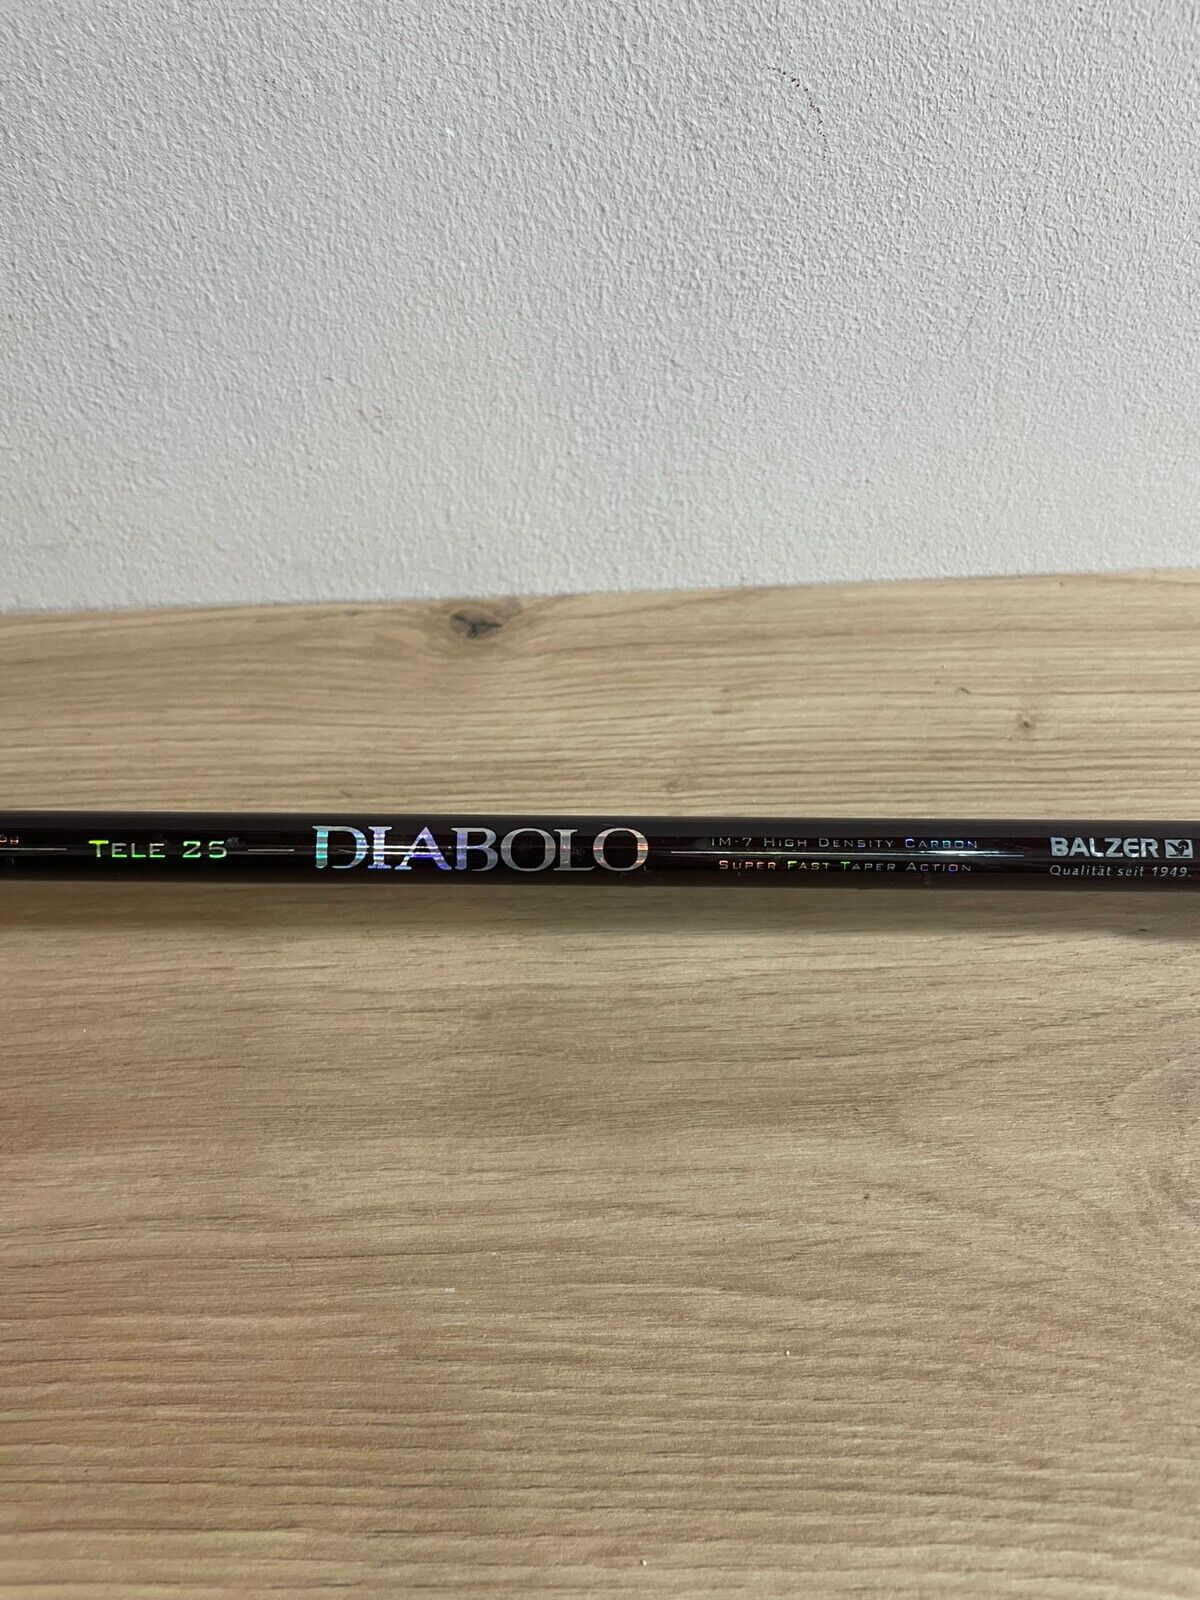 TELE 25
DIABOLO
IM-7 HIGH DENSITY CARBON
SUPER FAST TAPER ACTION
BALZER
Qualität seit 1949.